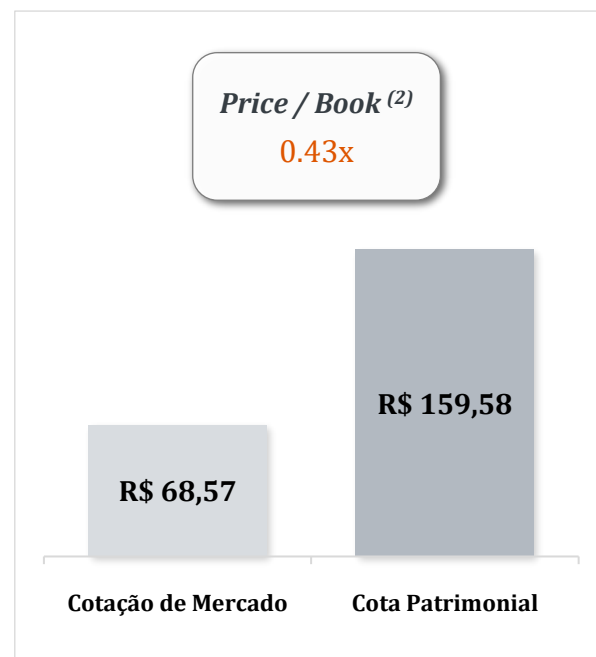 Price / Book (2)
0.43x
R$ 159,58
R$ 68,57
Cotação de Mercado
Cota Patrimonial